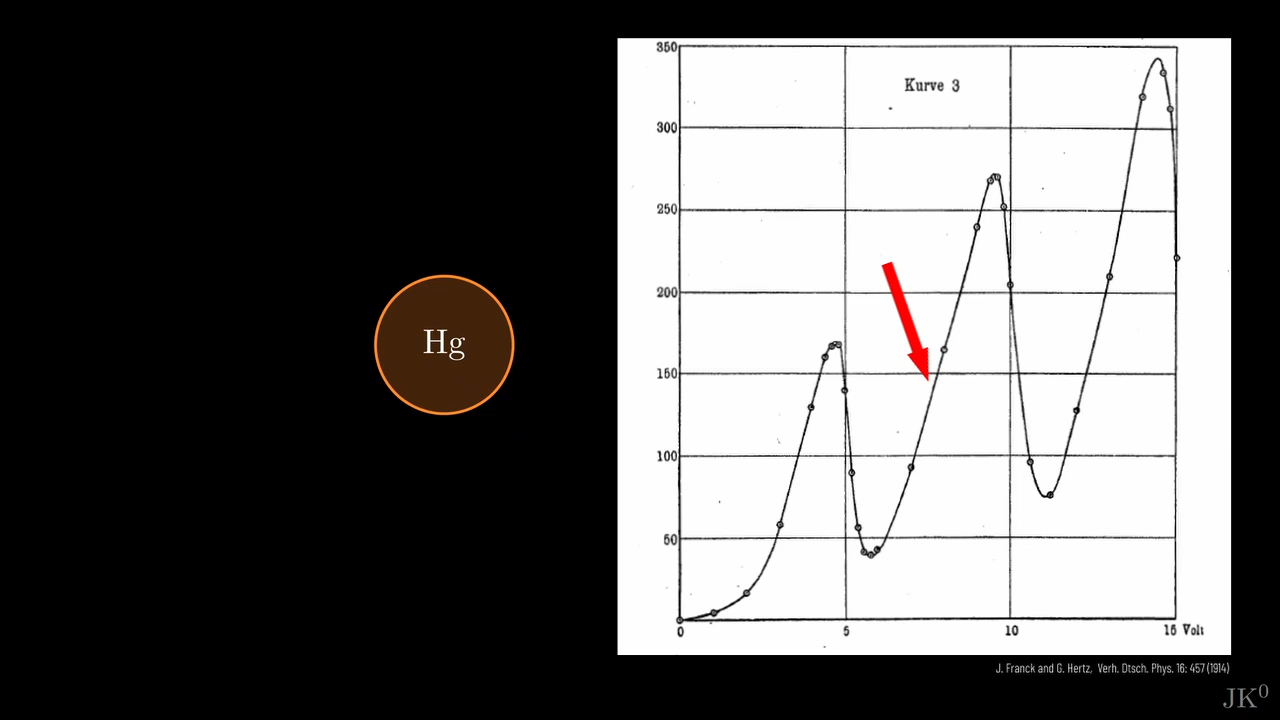 Hg
Kurve 3
350
300
250
200
150
100
50
0 5 10 15 Volt
J. Franck and G. Hertz, Verh. Dtsch. Phys. 16: 457 (1914)
JK⁰